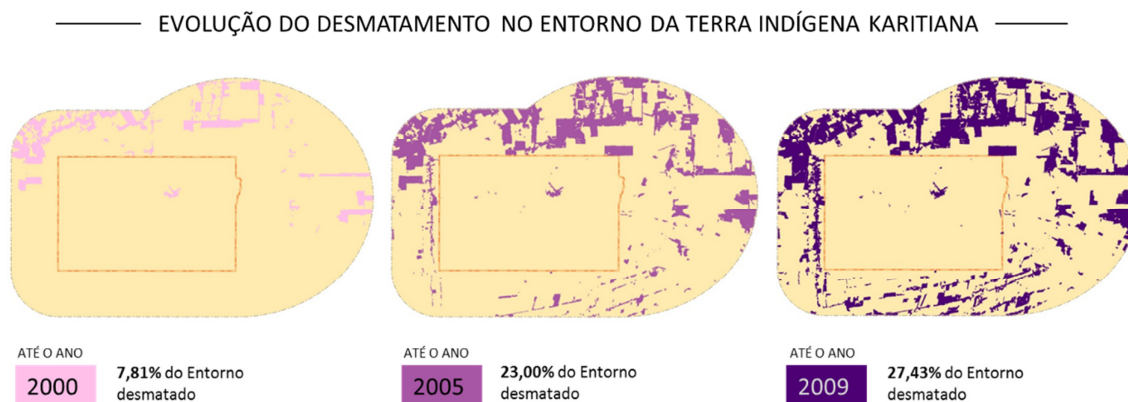 EVOLUÇÃO DO DESMATAMENTO NO ENTORNO DA TERRA INDÍGENA KARITIANA
ATÉ O ANO
2000
7,81% do Entorno
desmatado
ATÉ O ANO
2005
23,00% do Entorno
desmatado
ATÉ O ANO
2009
27,43% do Entorno
desmatado